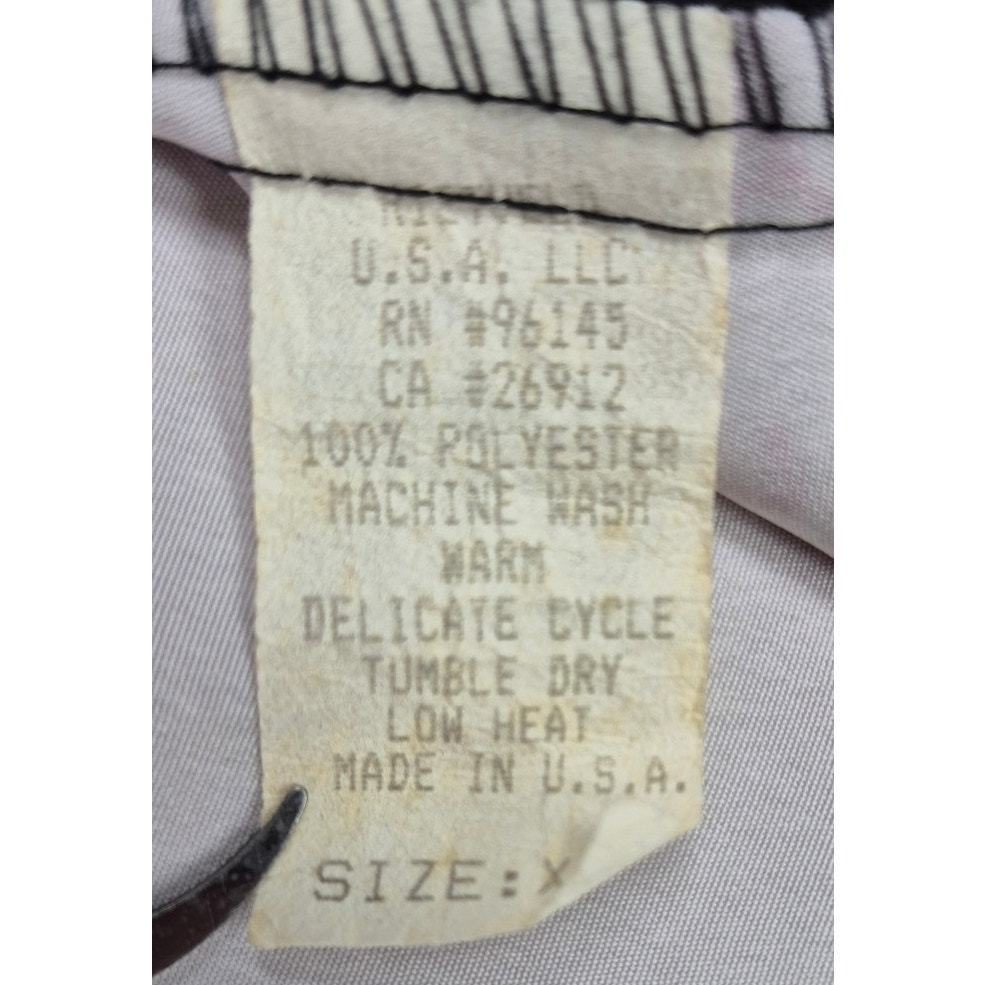 U.S.A. LLC
RN #96145
CA #26912
100% POLYESTER
MACHINE WASH
WARM
DELICATE CYCLE
TUMBLE DRY
LOW HEAT
MADE IN U.S.A.
SIZE: X